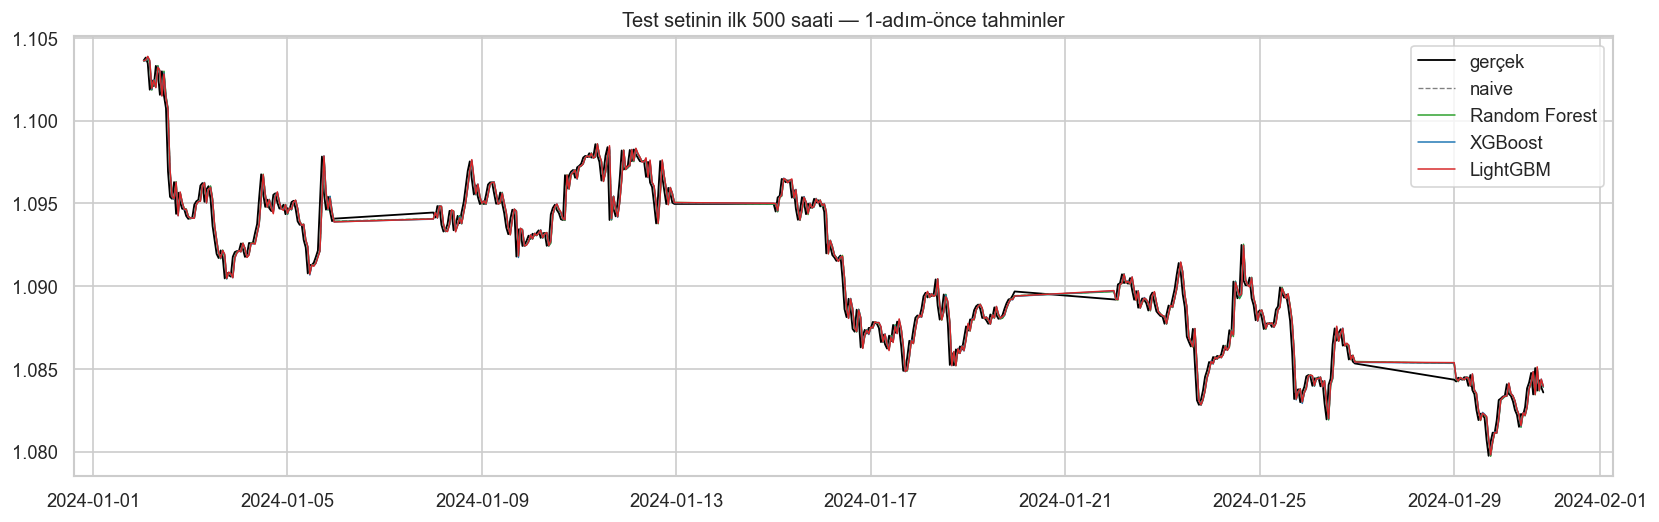 Test setinin ilk 500 saati — 1-adım-önce tahminler
1.105
1.100
1.095
1.090
1.085
1.080
gerçek
naive
Random Forest
XGBoost
LightGBM
2024-01-01 2024-01-05 2024-01-09 2024-01-13 2024-01-17 2024-01-21 2024-01-25 2024-01-29 2024-02-01